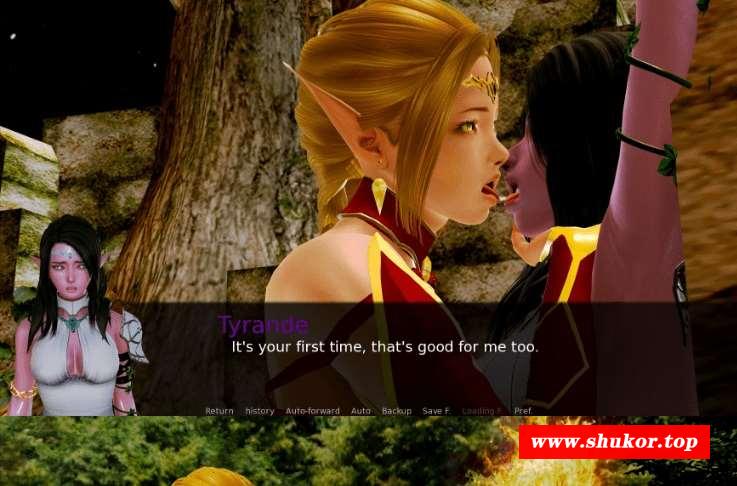 Tyrande
It's your first time, that's good for me too.
Return history Auto-forward Auto Backup Save F. Loading F. Pref.
www.shukor.top